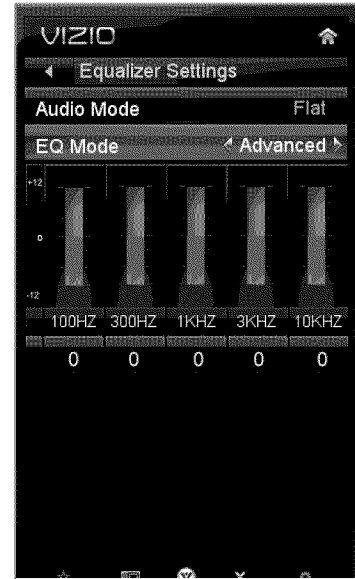 VIZIO
Equalizer Settings
Audio Mode Flat
EQ Mode Advanced
+12
0
-12
100HZ 300HZ 1KHZ 3KHZ 10KHZ
0 0 0 0 0